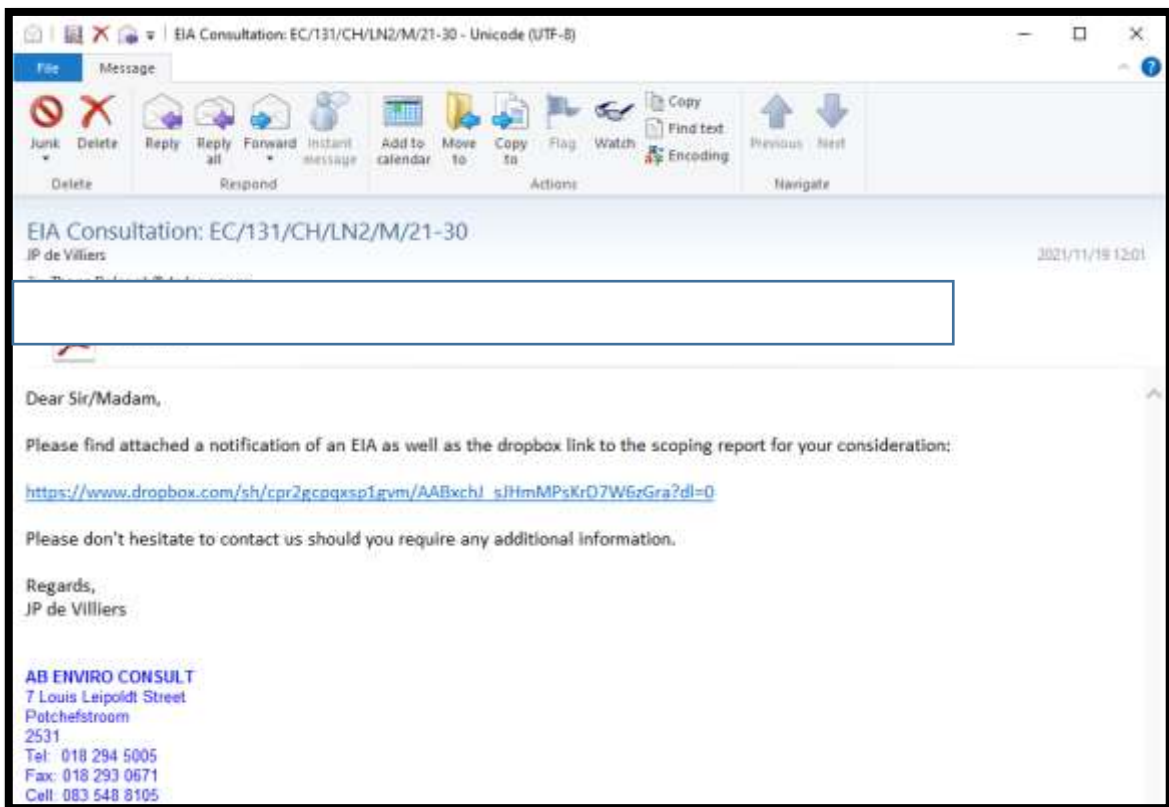 EIA Consultation: EC/131/CH/LN2/M/21-30 - Unicode (UTF-8)
File Message
Junk Delete Reply Reply all Forward Instant message Add to calendar Move to Copy to Flag Watch Copy Find text Encoding Previous Next
Delete Respond Actions Navigate
EIA Consultation: EC/131/CH/LN2/M/21-30
JP de Villiers 2021/11/19 12:01
Dear Sir/Madam,
Please find attached a notification of an EIA as well as the dropbox link to the scoping report for your consideration:
https://www.dropbox.com/sh/cpr2gcpqxsp1gvm/AABxchJ_sJHmMPsKrD7W6zGra?dl=0
Please don't hesitate to contact us should you require any additional information.
Regards,
JP de Villiers
AB ENVIRO CONSULT
7 Louis Leipoldt Street
Potchefstroom
2531
Tel: 018 294 5005
Fax: 018 293 0671
Cell: 083 548 8105